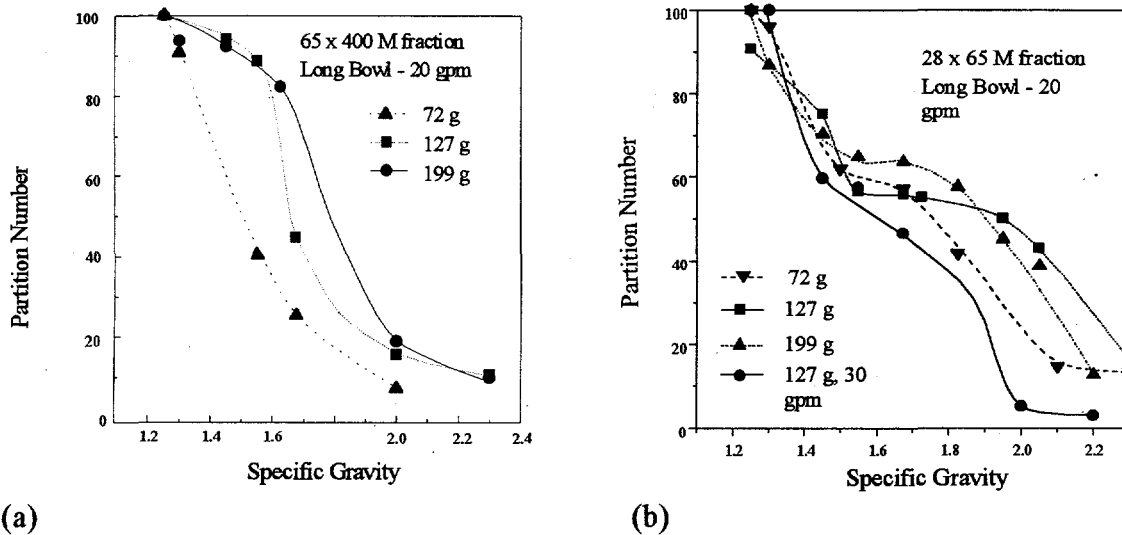 100
80
60
40
20
0
Partition Number
65 x 400 M fraction
Long Bowl - 20 gpm
72 g
127 g
199 g
1.2
1.4
1.6
1.8
2.0
2.2
2.4
Specific Gravity
(a)
100
80
60
40
20
0
Partition Number
28 x 65 M fraction
Long Bowl - 20
gpm
72 g
127 g
199 g
127 g, 30
gpm
1.2
1.4
1.6
1.8
2.0
2.2
Specific Gravity
(b)